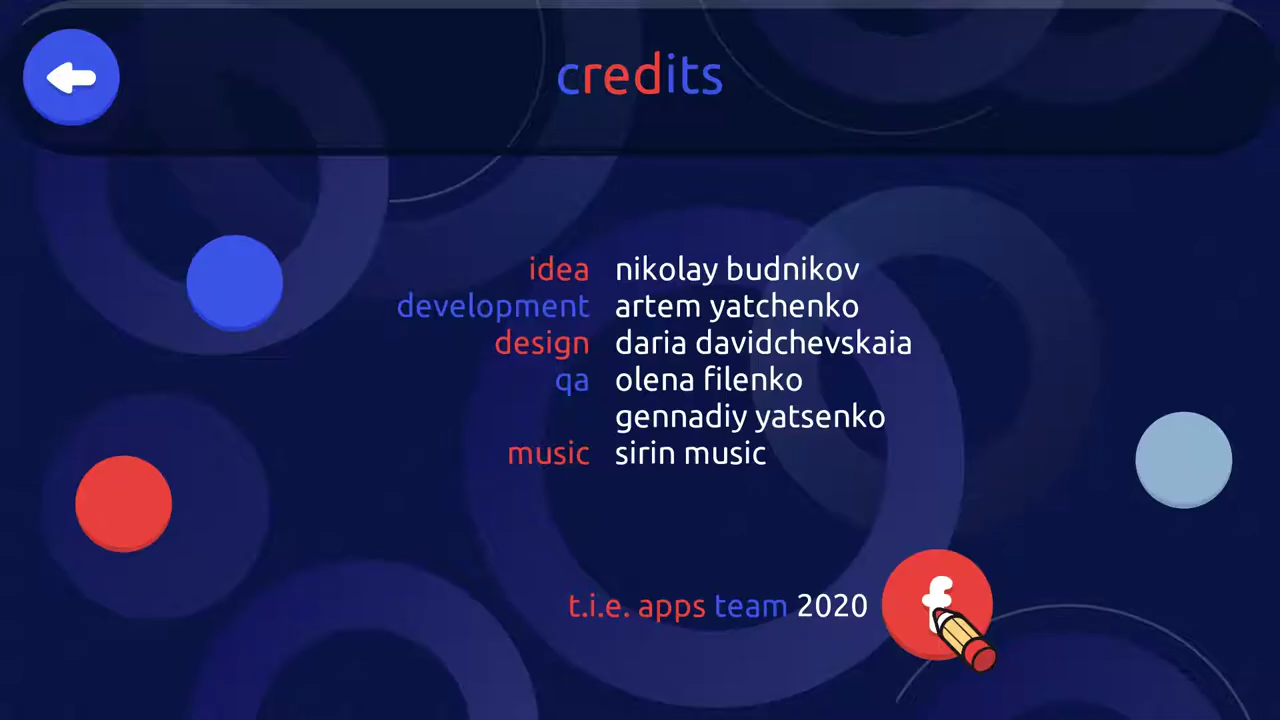 credits
idea nikolay budnikov
development artem yatchenko
design daria davidchevskaia
qa olena filenko
gennadiy yatsenko
music sirin music
t.i.e. apps team 2020
f